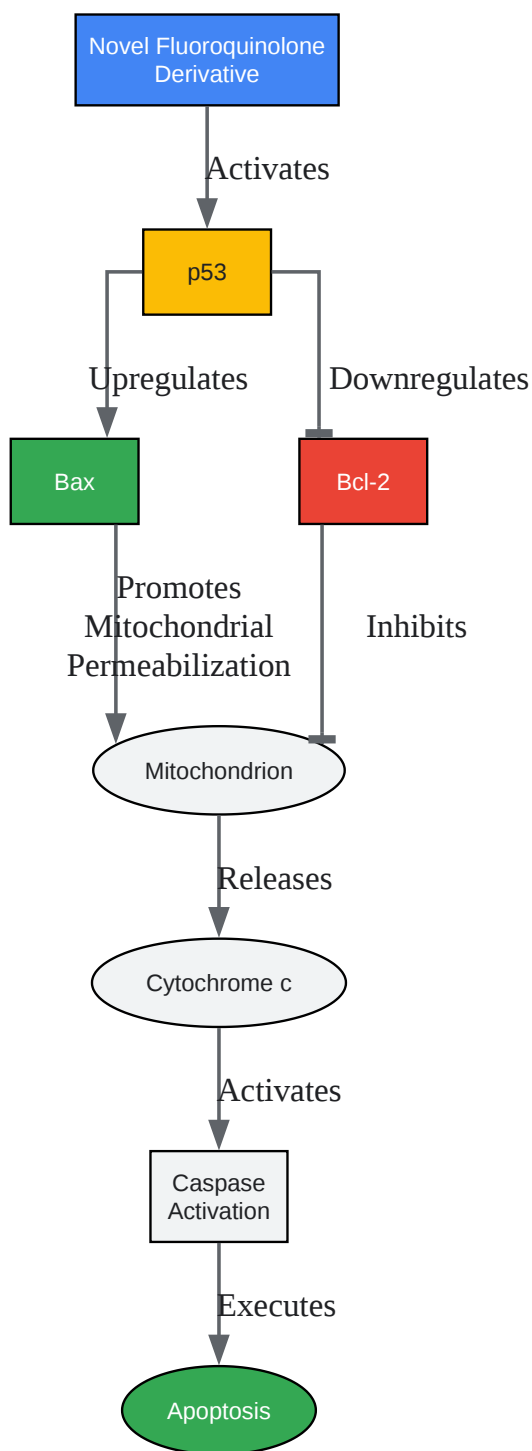 Novel Fluoroquinolone
Derivative
Activates
p53
Upregulates
Downregulates
Bax
Bcl-2
Promotes
Mitochondrial
Permeabilization
Inhibits
Mitochondrion
Releases
Cytochrome c
Activates
Caspase
Activation
Executes
Apoptosis